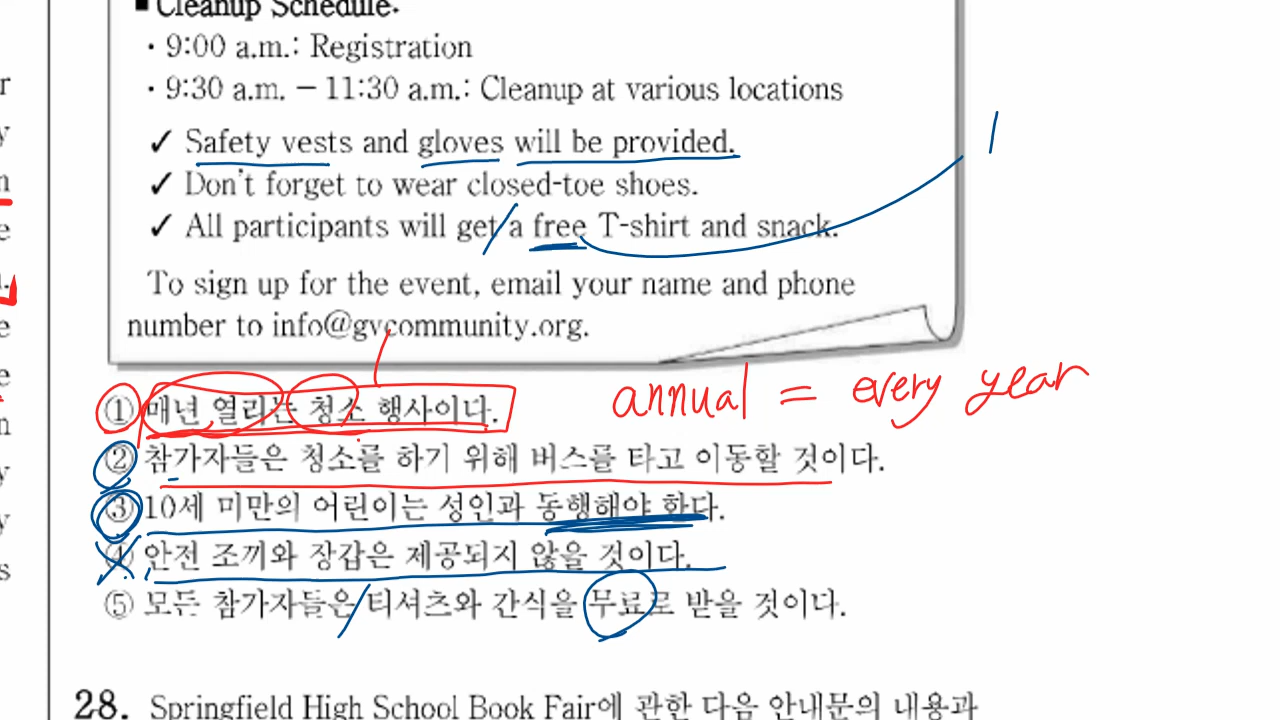 ■ Cleanup Schedule:
· 9:00 a.m.: Registration
· 9:30 a.m. – 11:30 a.m.: Cleanup at various locations
✓ Safety vests and gloves will be provided.
✓ Don't forget to wear closed-toe shoes.
✓ All participants will get a free T-shirt and snack.
To sign up for the event, email your name and phone
number to info@gvcommunity.org.
annual = every year
① 매년 열리는 청소 행사이다.
② 참가자들은 청소를 하기 위해 버스를 타고 이동할 것이다.
③ 10세 미만의 어린이는 성인과 동행해야 한다.
④ 안전 조끼와 장갑은 제공되지 않을 것이다.
⑤ 모든 참가자들은 티셔츠와 간식을 무료로 받을 것이다.
28. Springfield High School Book Fair에 관한 다음 안내문의 내용과